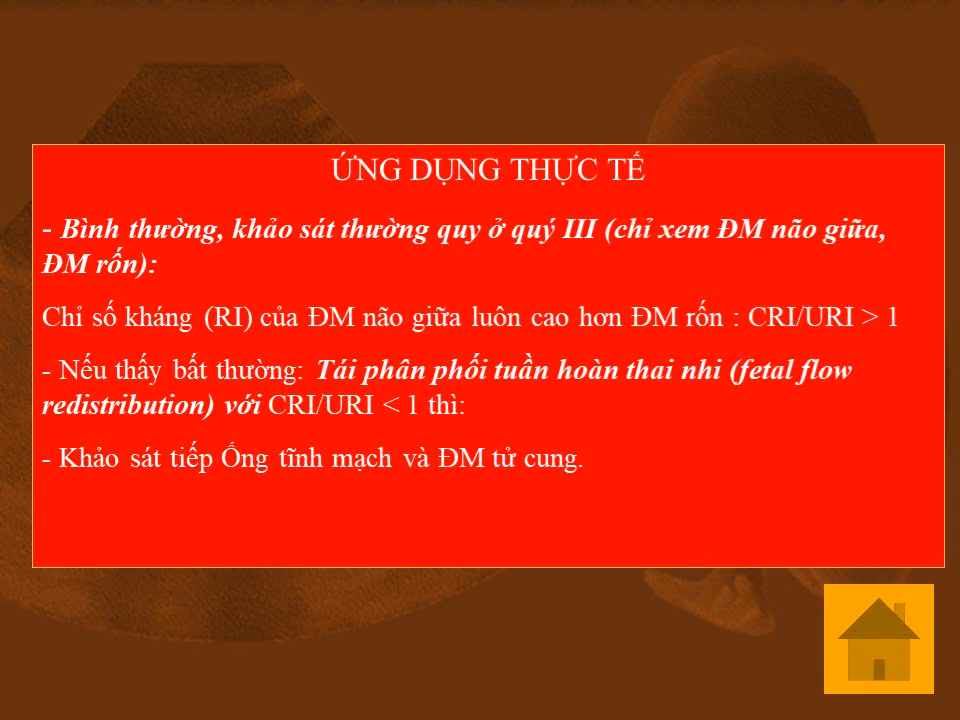 ỨNG DỤNG THỰC TẾ
- Bình thường, khảo sát thường quy ở quý III (chỉ xem ĐM não giữa,
ĐM rốn):
Chỉ số kháng (RI) của ĐM não giữa luôn cao hơn ĐM rốn : CRI/URI > 1
- Nếu thấy bất thường: Tái phân phối tuần hoàn thai nhi (fetal flow
redistribution) với CRI/URI < 1 thì:
- Khảo sát tiếp Ống tĩnh mạch và ĐM tử cung.